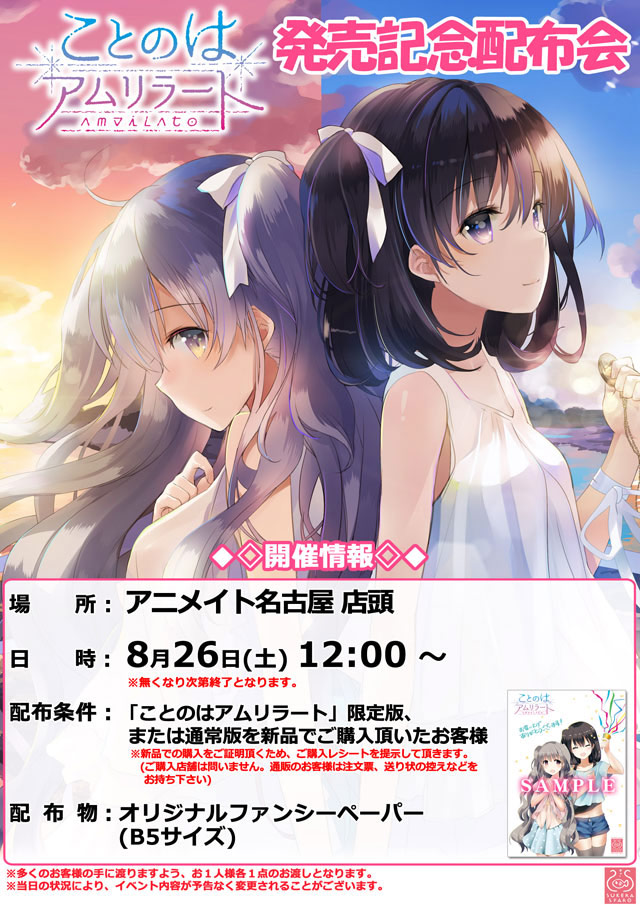 ことのは
アムリラート
発売記念配布会
◆◇開催情報◇◆
場　所：アニメイト名古屋 店頭
日　時：8月26日(土) 12:00 ～
※無くなり次第終了となります。
配布条件：「ことのはアムリラート」限定版、
または通常版を新品でご購入頂いたお客様
※新品での購入をご証明頂くため、ご購入レシートを提示して頂きます。
(ご購入店舗は問いません。通販のお客様は注文票、送り状の控えなどを
お持ち下さい)
配 布 物：オリジナルファンシーペーパー
(B5サイズ)
ことのは
アムリラート
SAMPLE
※多くのお客様の手に渡りますよう、お１人様各１点のお渡しとなります。
※当日の状況により、イベント内容が予告なく変更されることがございます。
SUKERA
SPARO